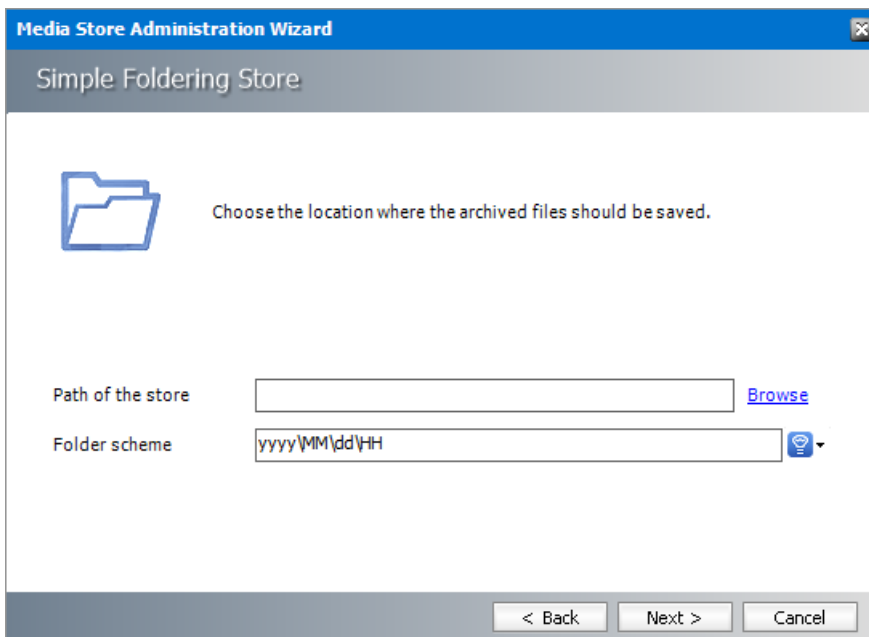 Media Store Administration Wizard
Simple Foldering Store
Choose the location where the archived files should be saved.
Path of the store
Browse
Folder scheme
yyyy\MM\dd\HH
< Back
Next >
Cancel